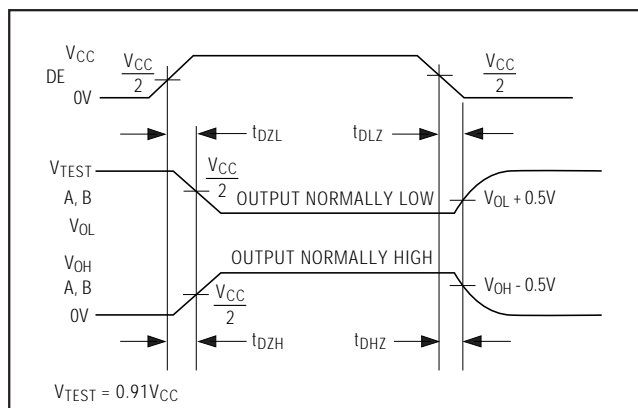 VCC
DE
0V
VCC
2
VCC
2
tDZL
tDLZ
VTEST
A, B
VOL
VCC
2
OUTPUT NORMALLY LOW
VOL + 0.5V
VOH
A, B
0V
OUTPUT NORMALLY HIGH
VCC
2
VOH - 0.5V
tDZH
tDHZ
VTEST = 0.91VCC